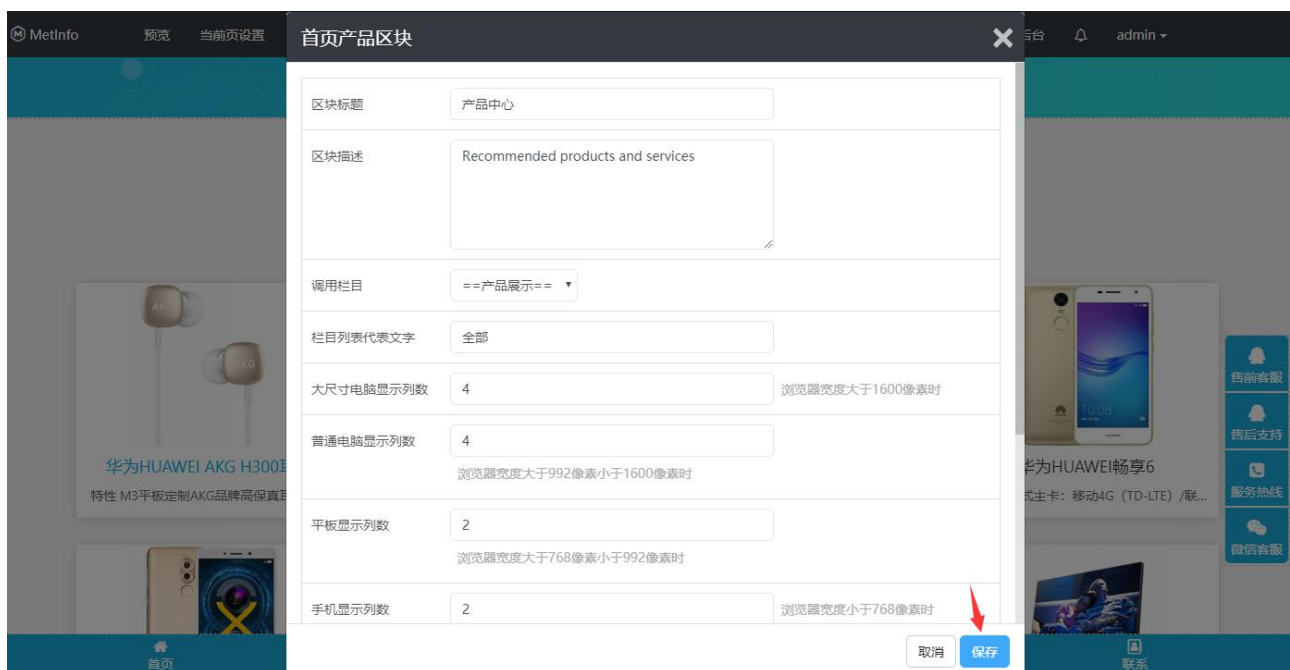 MetInfo 预览 当前页设置 首页产品区块 后台 admin
区块标题 产品中心
区块描述 Recommended products and services
调用栏目 ==产品展示==
栏目列表代表文字 全部
大尺寸电脑显示列数 4 浏览器宽度大于1600像素时
普通电脑显示列数 4
浏览器宽度大于992像素小于1600像素时
平板显示列数 2
浏览器宽度大于768像素小于992像素时
手机显示列数 2 浏览器宽度小于768像素时
取消 保存
AKG
AKG
华为HUAWEI AKG H300
特性 M3平板定制AKG品牌高保真
10:08
HUAWEI
华为HUAWEI畅享6
式主卡：移动4G（TD-LTE）/联...
售前客服
售后支持
服务热线
微信客服
首页
联系